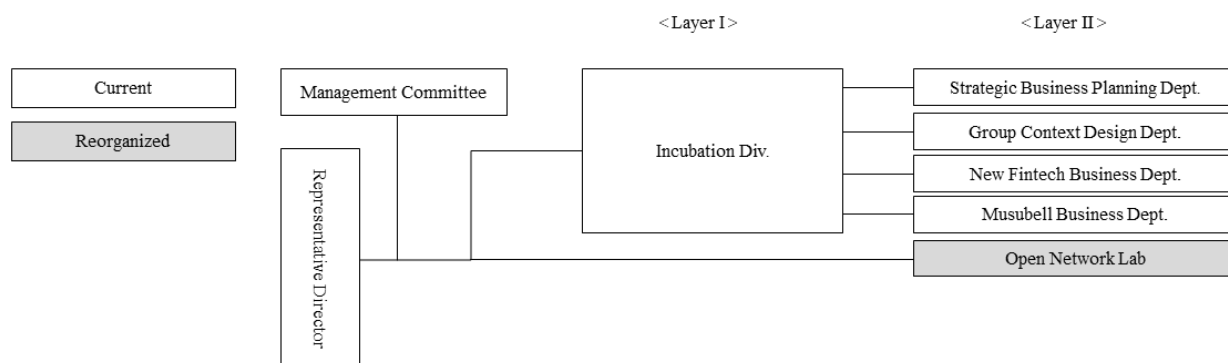 <Layer I>
<Layer II>
Current
Management Committee
Strategic Business Planning Dept.
Reorganized
Group Context Design Dept.
Incubation Div.
New Fintech Business Dept.
Musubell Business Dept.
Representative Director
Open Network Lab